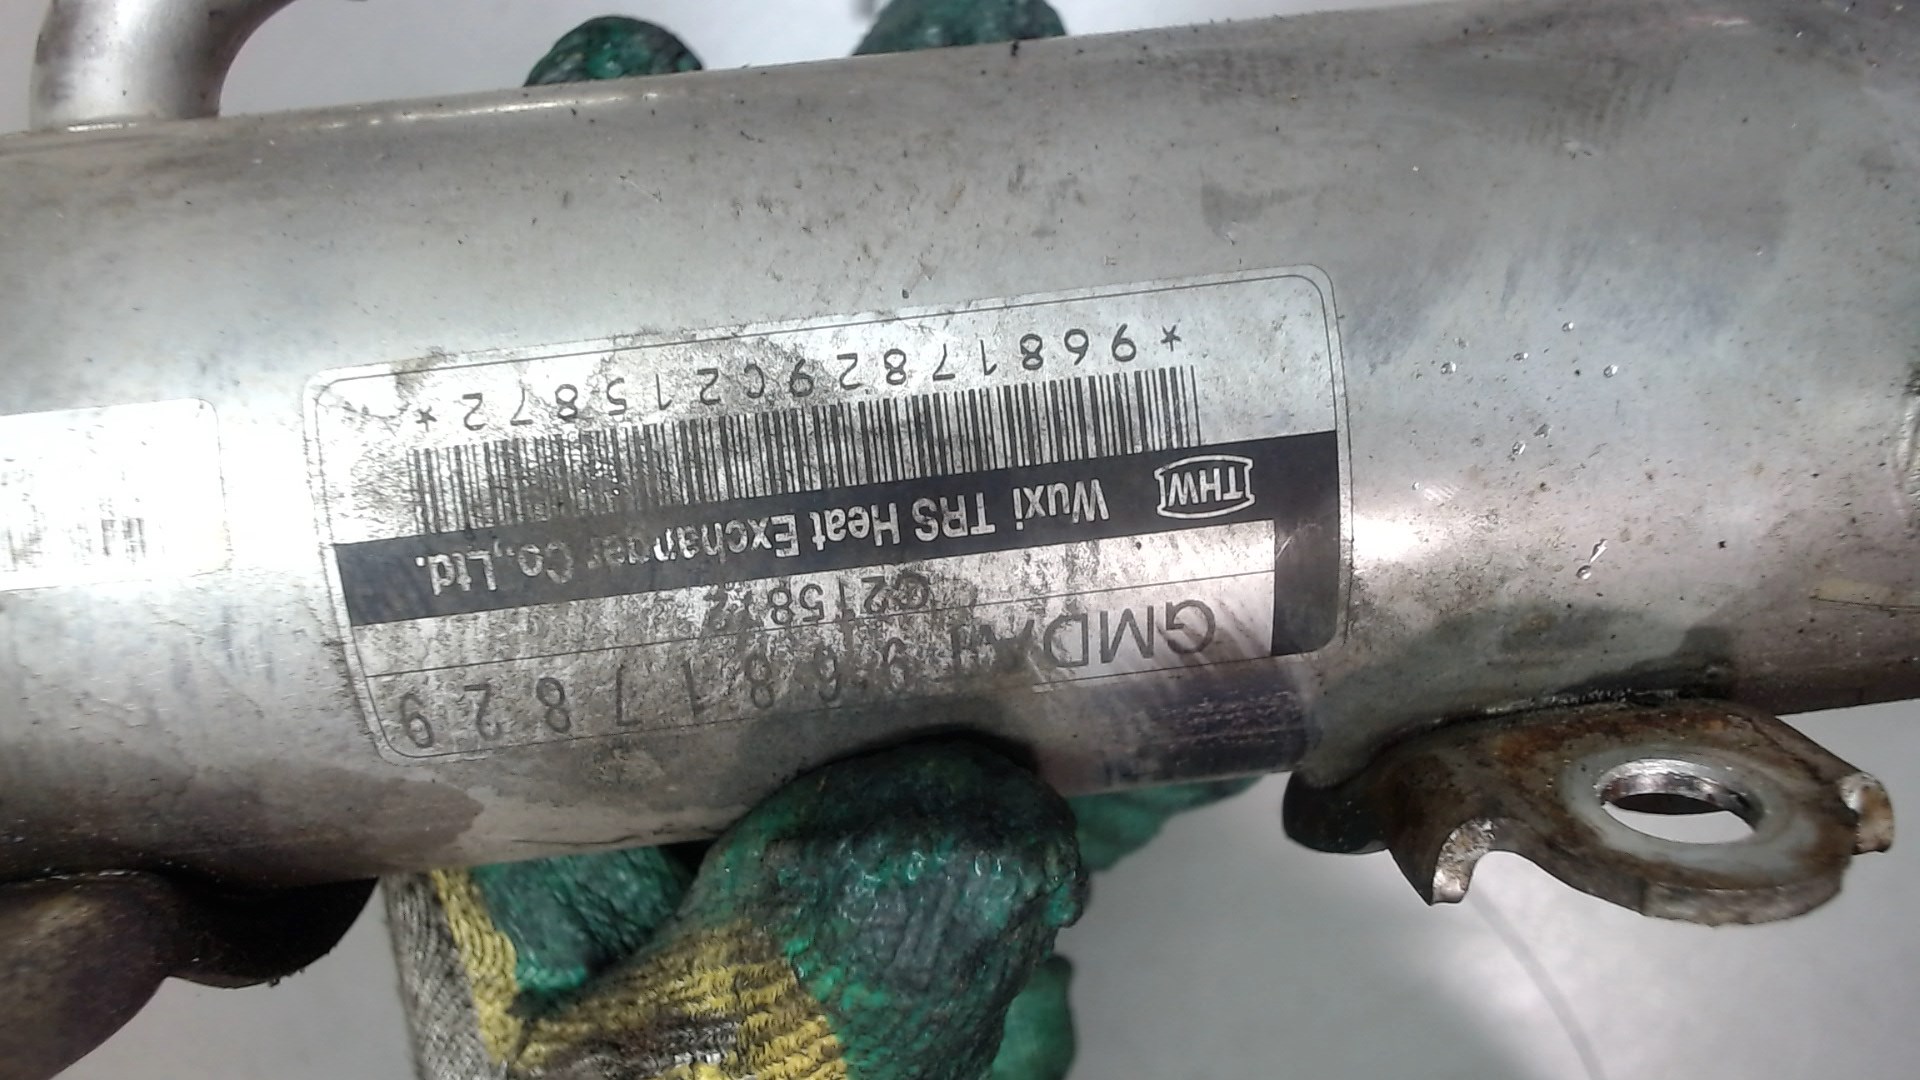 GMDAT 96817829
C215872
THW Wuxi TRS Heat Exchanger Co.,Ltd.
*96817829C215872*